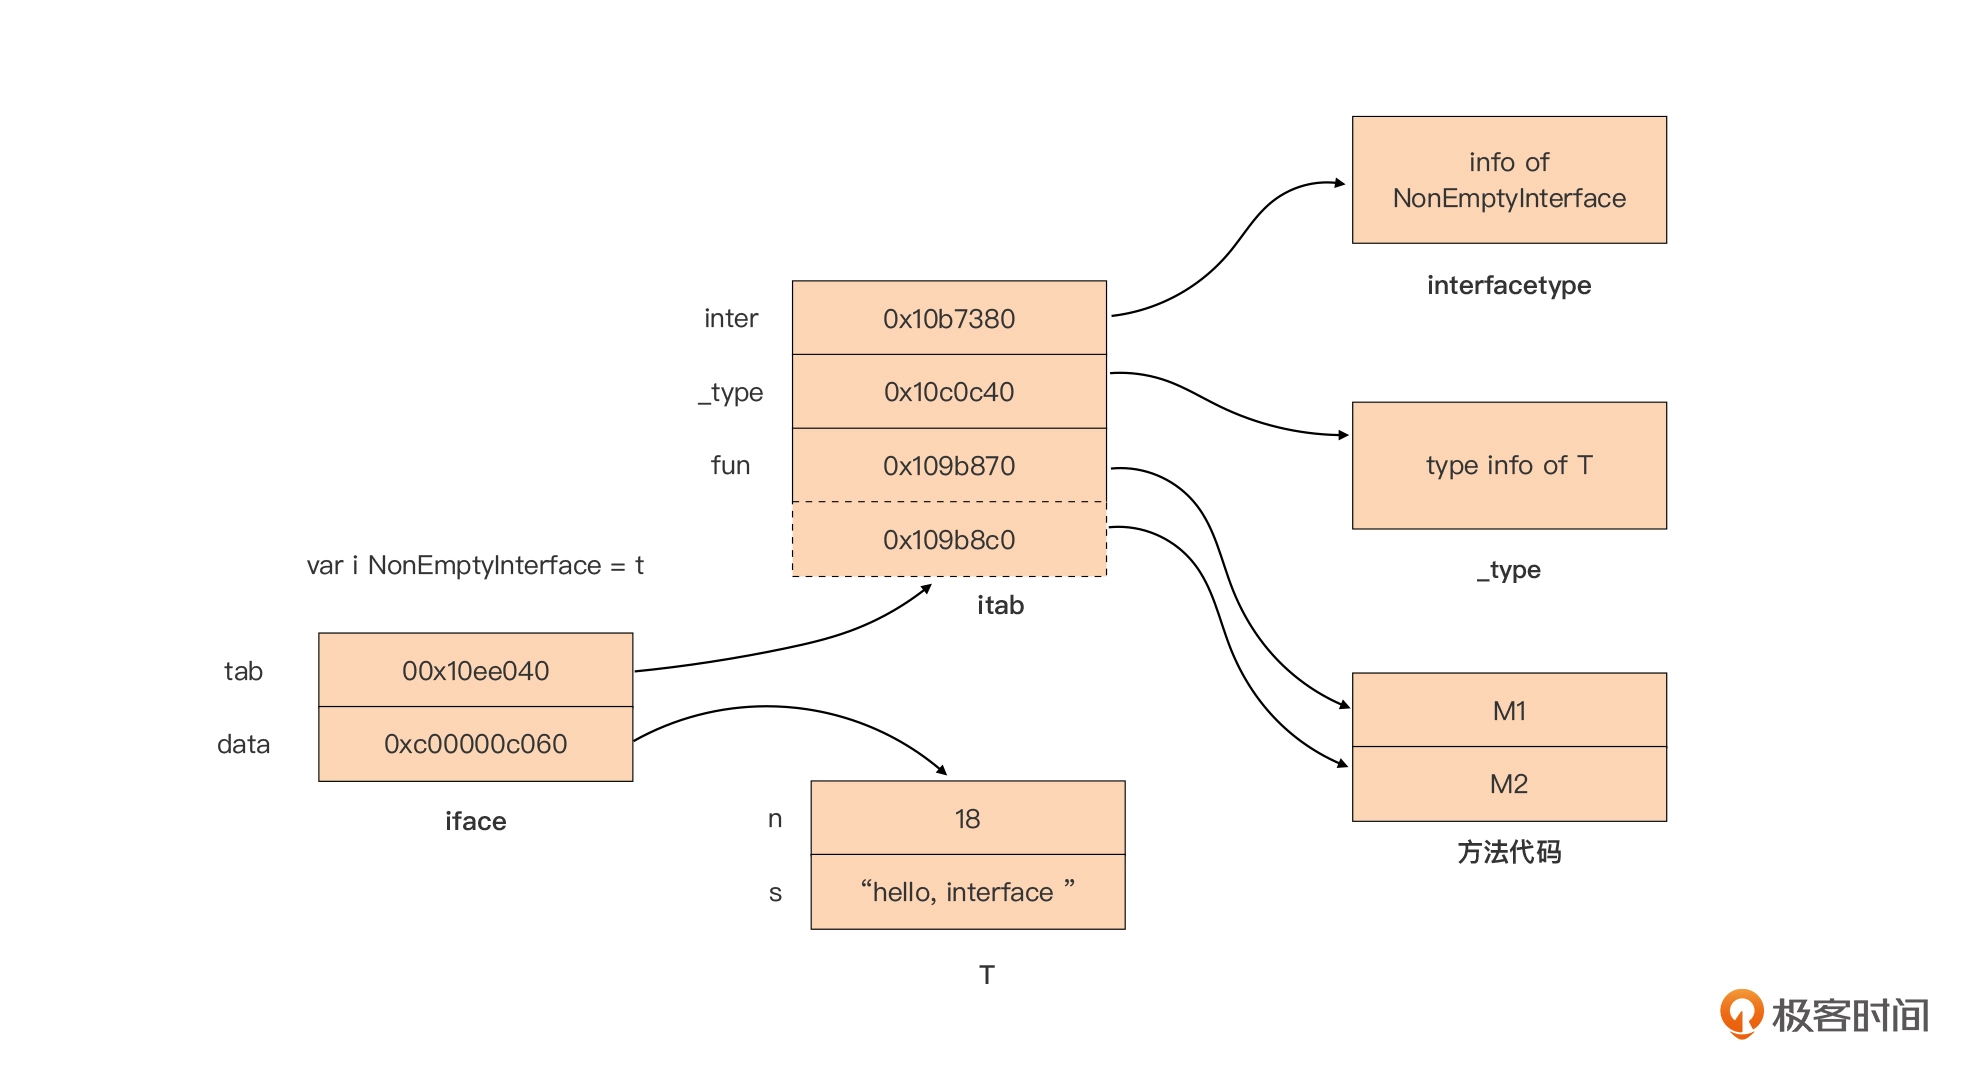 info of
NonEmptyInterface
interfacetype
inter
0x10b7380
_type
0x10c0c40
fun
0x109b870
0x109b8c0
itab
type info of T
_type
var i NonEmptyInterface = t
tab
00x10ee040
data
0xc00000c060
iface
n
18
s
“hello, interface ”
T
M1
M2
方法代码
极客时间